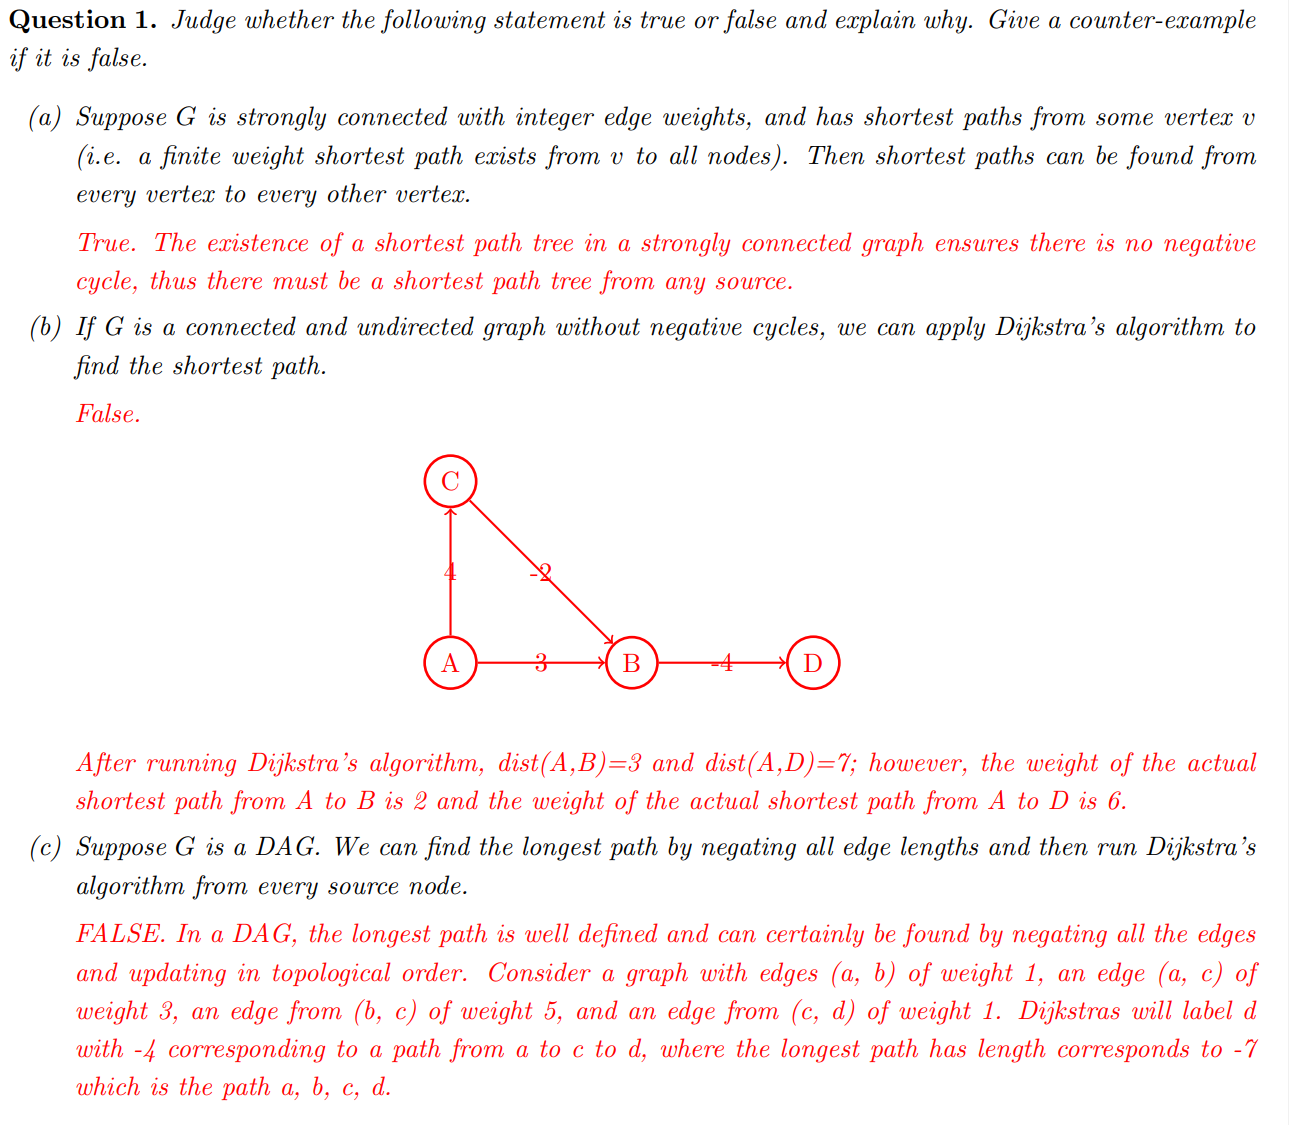 Question 1. Judge whether the following statement is true or false and explain why. Give a counter-example
if it is false.
(a) Suppose G is strongly connected with integer edge weights, and has shortest paths from some vertex v
(i.e. a finite weight shortest path exists from v to all nodes). Then shortest paths can be found from
every vertex to every other vertex.
True. The existence of a shortest path tree in a strongly connected graph ensures there is no negative
cycle, thus there must be a shortest path tree from any source.
(b) If G is a connected and undirected graph without negative cycles, we can apply Dijkstra's algorithm to
find the shortest path.
False.
C
4
-2
A
3
B
-4
D
After running Dijkstra's algorithm, dist(A,B)=3 and dist(A,D)=7; however, the weight of the actual
shortest path from A to B is 2 and the weight of the actual shortest path from A to D is 6.
(c) Suppose G is a DAG. We can find the longest path by negating all edge lengths and then run Dijkstra's
algorithm from every source node.
FALSE. In a DAG, the longest path is well defined and can certainly be found by negating all the edges
and updating in topological order. Consider a graph with edges (a, b) of weight 1, an edge (a, c) of
weight 3, an edge from (b, c) of weight 5, and an edge from (c, d) of weight 1. Dijkstras will label d
with -4 corresponding to a path from a to c to d, where the longest path has length corresponds to -7
which is the path a, b, c, d.